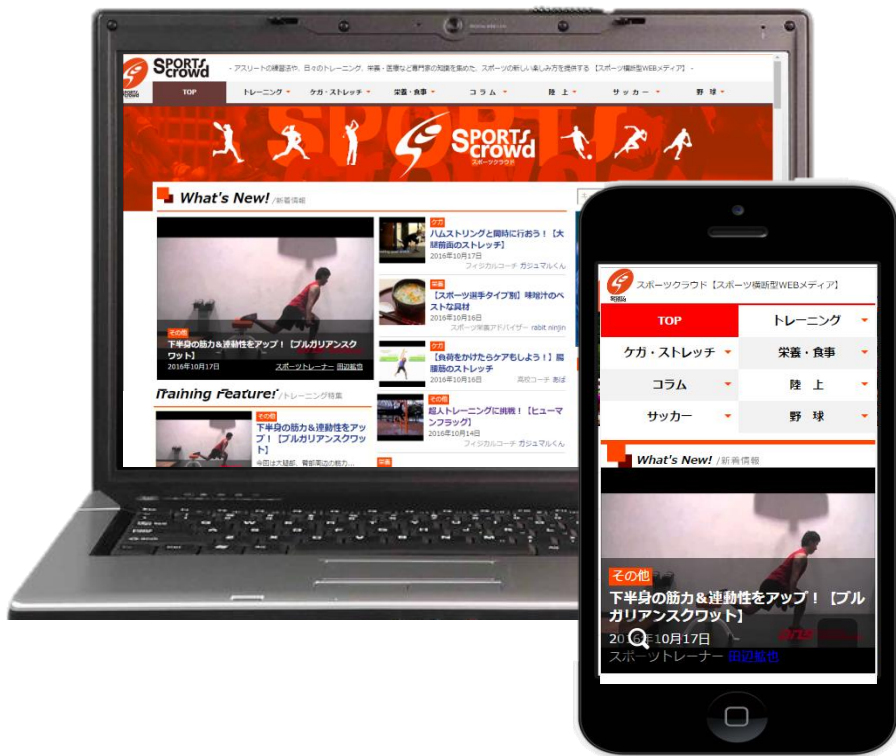 SPORTS crowd
- アスリートの練習法や、日々のトレーニング、栄養・医療など専門家の知識を集めた、スポーツの新しい楽しみ方を提供する 【スポーツ横断型WEBメディア】 -
TOP
トレーニング
ケガ・ストレッチ
栄養・食事
コラム
陸 上
サッカー
野 球
SPORTS crowd
SPORTS crowd
スポーツクラウド
What's New! /新着情報
その他
下半身の筋力&連動性をアップ!【ブルガリアンスク
ワット】
2016年10月17日
スポーツトレーナー 田辺紘也
ケガ
ハムストリングと同時に行おう!【大
腿前面のストレッチ】
2016年10月17日
フィジカルコーチ ガジュマルくん
栄養
【スポーツ選手タイプ別】味噌汁のベ
ストな具材
2016年10月16日
スポーツ栄養アドバイザー rabit ninjin
ケガ
【負荷をかけたらケアもしよう!】腸
腰筋のストレッチ
2016年10月16日
高校コーチ あば
その他
超人トレーニングに挑戦!【ヒューマ
ンフラッグ】
2016年10月14日
フィジカルコーチ ガジュマルくん
栄養
Training Feature! /トレーニング特集
その他
下半身の筋力&連動性をアッ
プ!【ブルガリアンスクワッ
ト】
今回は大腿部、臀部周辺の筋力...
スポーツクラウド【スポーツ横断型WEBメディア】
TOP
トレーニング
ケガ・ストレッチ
栄養・食事
コラム
陸 上
サッカー
野 球
What's New! /新着情報
その他
下半身の筋力&連動性をアップ!【ブル
ガリアンスクワット】
2016年10月17日
スポーツトレーナー 田辺紘也